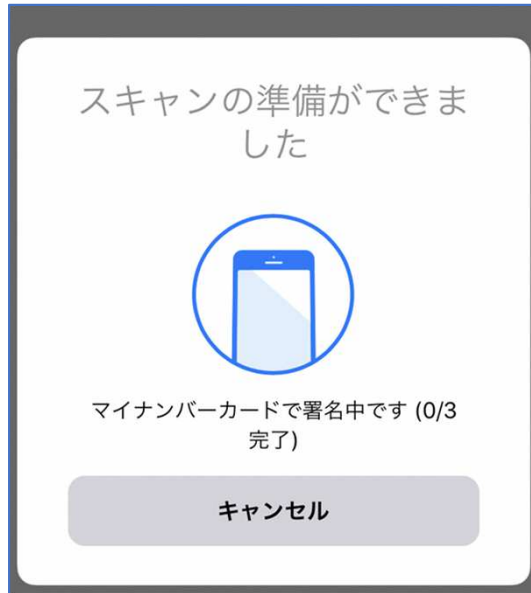 スキャンの準備ができま
した
マイナンバーカードで署名中です (0/3
完了)
キャンセル